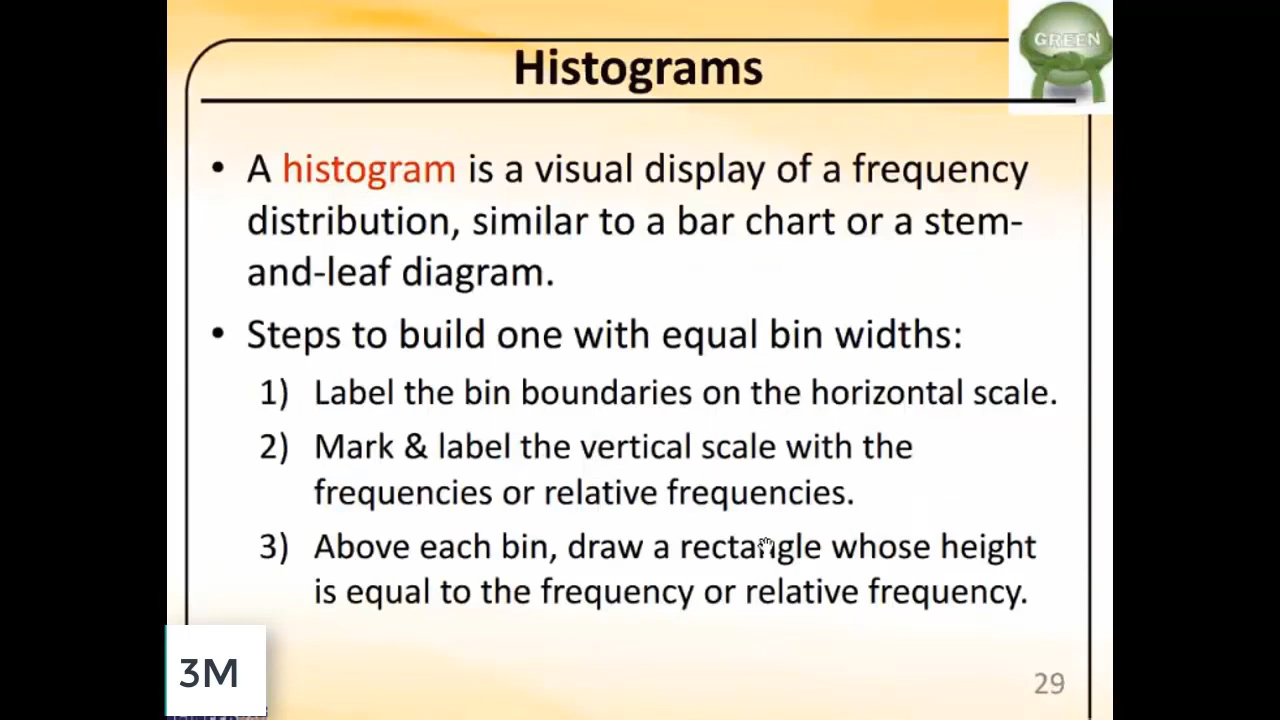 GREEN
Histograms
• A histogram is a visual display of a frequency
distribution, similar to a bar chart or a stem-
and-leaf diagram.
• Steps to build one with equal bin widths:
1) Label the bin boundaries on the horizontal scale.
2) Mark & label the vertical scale with the
frequencies or relative frequencies.
3) Above each bin, draw a rectangle whose height
is equal to the frequency or relative frequency.
3M
29